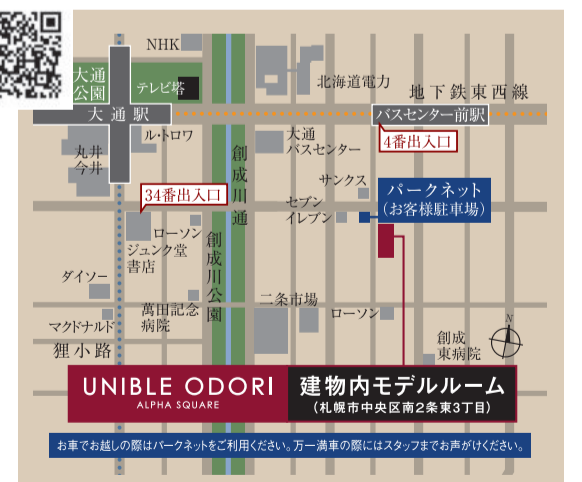 NHK
北海道電力
大通
公園
テレビ塔
地下鉄東西線
大通駅
バスセンター前駅
ル・トロワ
大通
バスセンター
4番出入口
丸井
今井
創成川通
サンクス
パークネット
(お客様駐車場)
34番出入口
セブン
イレブン
ローソン
ジュンク堂
書店
創成川公園
ダイソー
萬田記念
病院
二条市場
ローソン
マクドナルド
創成
東病院
N
狸小路
UNIBLE ODORI
ALPHA SQUARE
建物内モデルルーム
(札幌市中央区南2条東3丁目)
お車でお越しの際はパークネットをご利用ください。万一満車の際にはスタッフまでお声がけください。